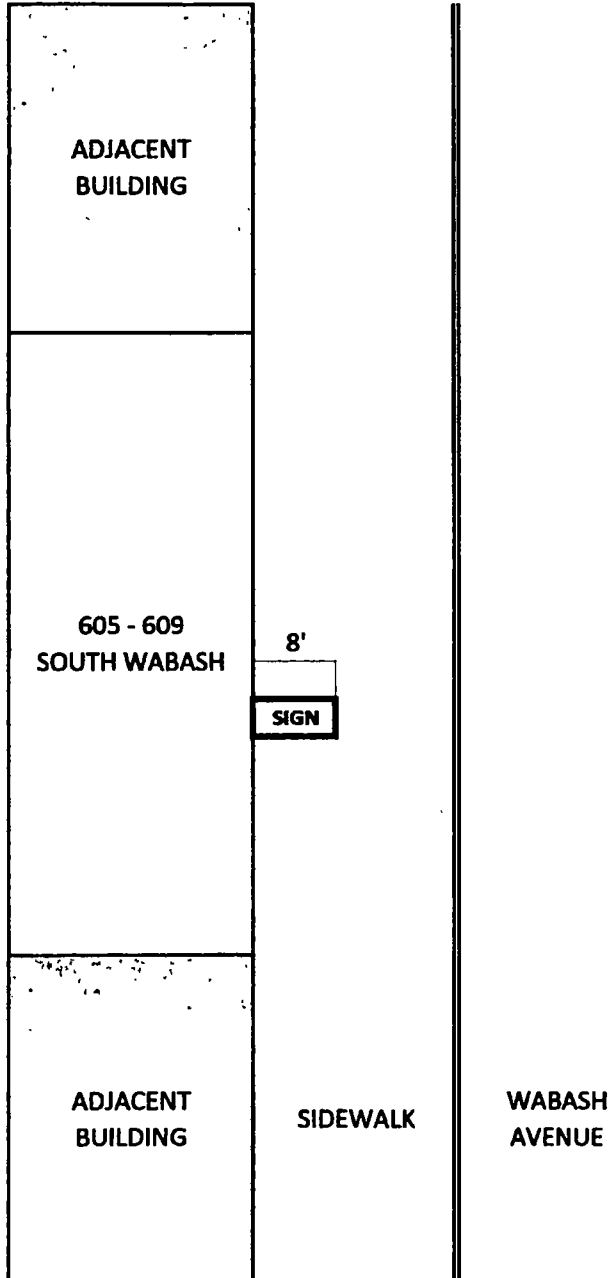 ADJACENT
BUILDING
605 - 609
SOUTH WABASH
8'
SIGN
ADJACENT
BUILDING
SIDEWALK
WABASH
AVENUE